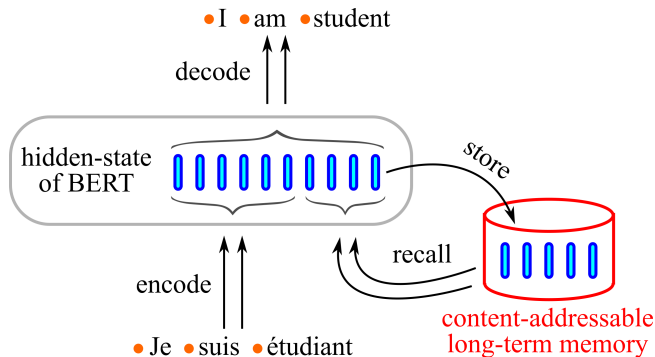 • I • am • student
decode
hidden-state
of BERT
store
recall
encode
content-addressable
long-term memory
• Je • suis • étudiant